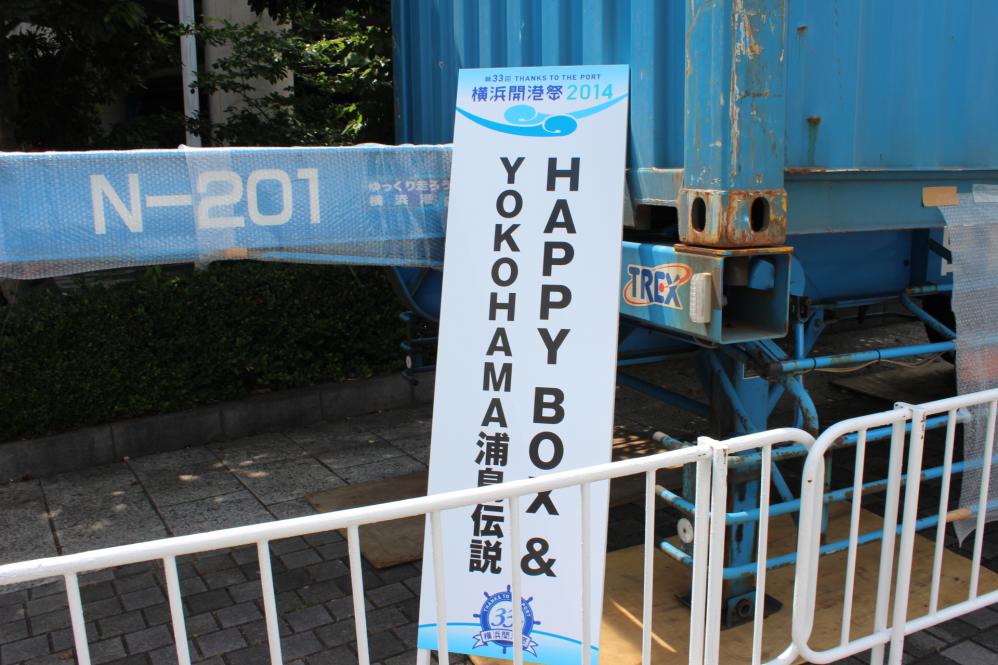 第33回 THANKS TO THE PORT
横浜開港祭2014
HAPPY BOX &
YOKOHAMA浦島伝説
THANKS TO THE PORT
33
横浜開港祭
N-201
ゆっくり走ろう
横浜港
TREX